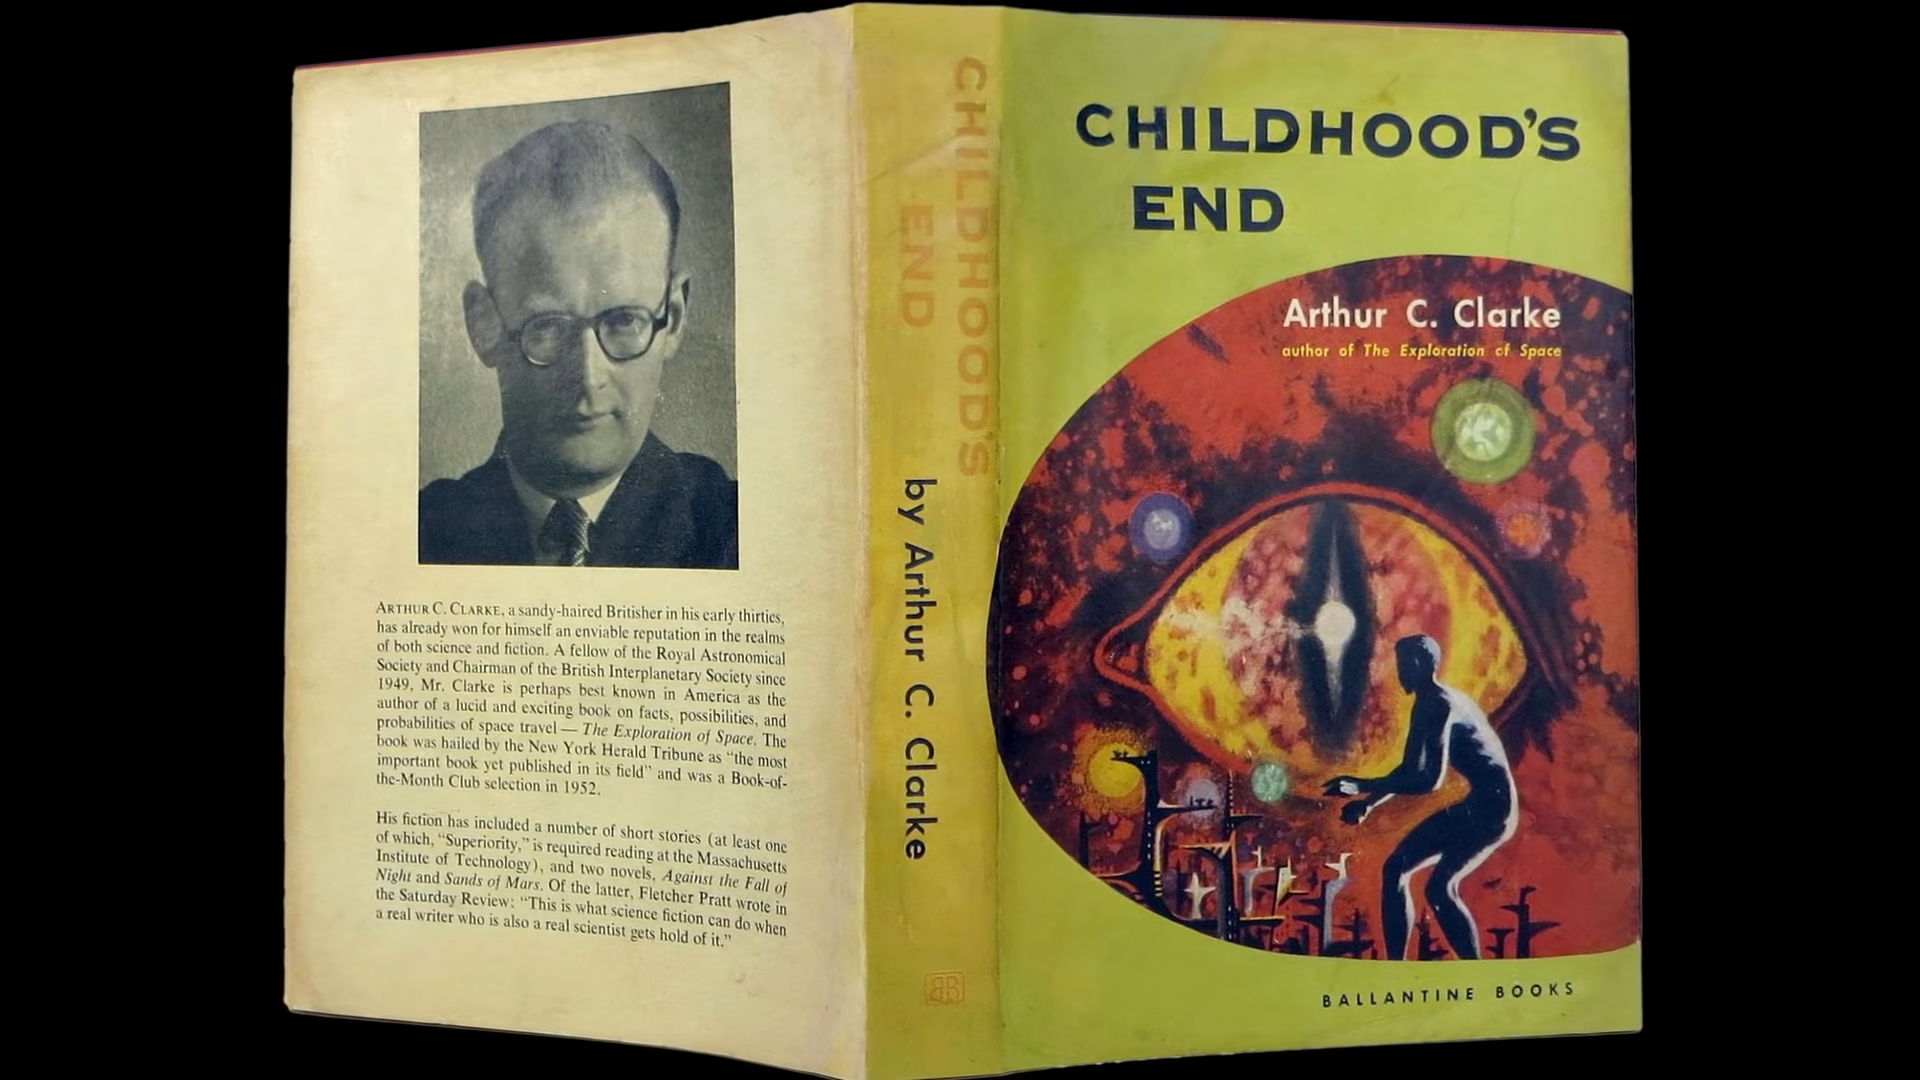 ARTHUR C. CLARKE, a sandy-haired Britisher in his early thirties,
has already won for himself an enviable reputation in the realms
of both science and fiction. A fellow of the Royal Astronomical
Society and Chairman of the British Interplanetary Society since
1949, Mr. Clarke is perhaps best known in America as the
author of a lucid and exciting book on facts, possibilities, and
probabilities of space travel — The Exploration of Space. The
book was hailed by the New York Herald Tribune as "the most
important book yet published in its field" and was a Book-of-
the-Month Club selection in 1952.
His fiction has included a number of short stories (at least one
of which, "Superiority," is required reading at the Massachusetts
Institute of Technology), and two novels, Against the Fall of
Night and Sands of Mars. Of the latter, Fletcher Pratt wrote in
the Saturday Review: "This is what science fiction can do when
a real writer who is also a real scientist gets hold of it."
CHILDHOOD'S
END
by Arthur C. Clarke
BB
CHILDHOOD'S
END
Arthur C. Clarke
author of The Exploration of Space
BALLANTINE BOOKS